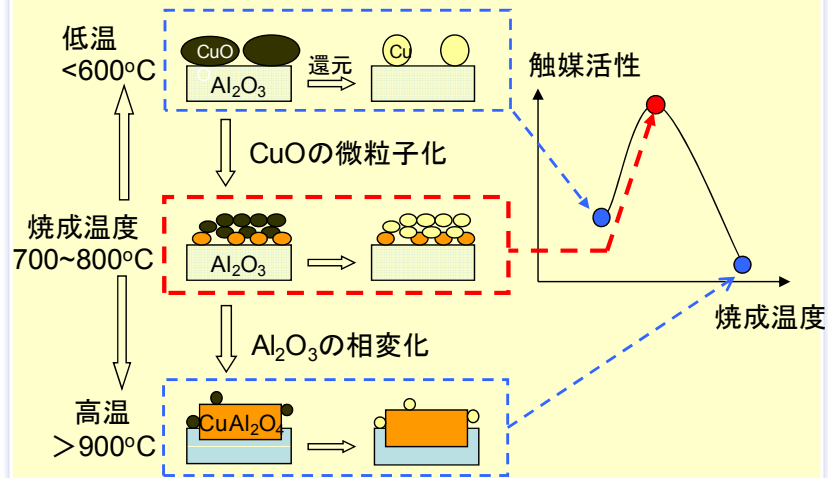 低温
<600℃
CuO
O
Al₂O₃
還元
Cu
触媒活性
CuOの微粒子化
焼成温度
700~800℃
Al₂O₃
焼成温度
Al₂O₃の相変化
高温
＞900℃
CuAl₂O₄